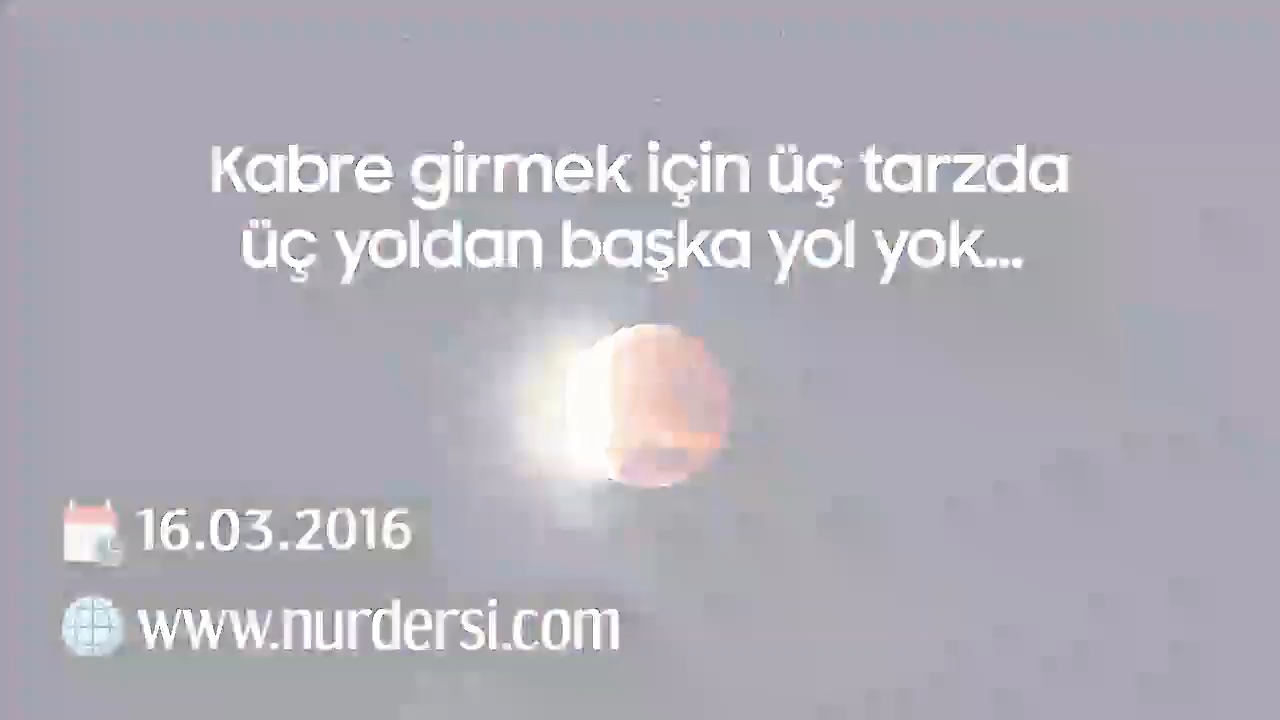 Kabre girmek için üç tarzda
üç yoldan başka yol yok...
16.03.2016
www.nurdersi.com